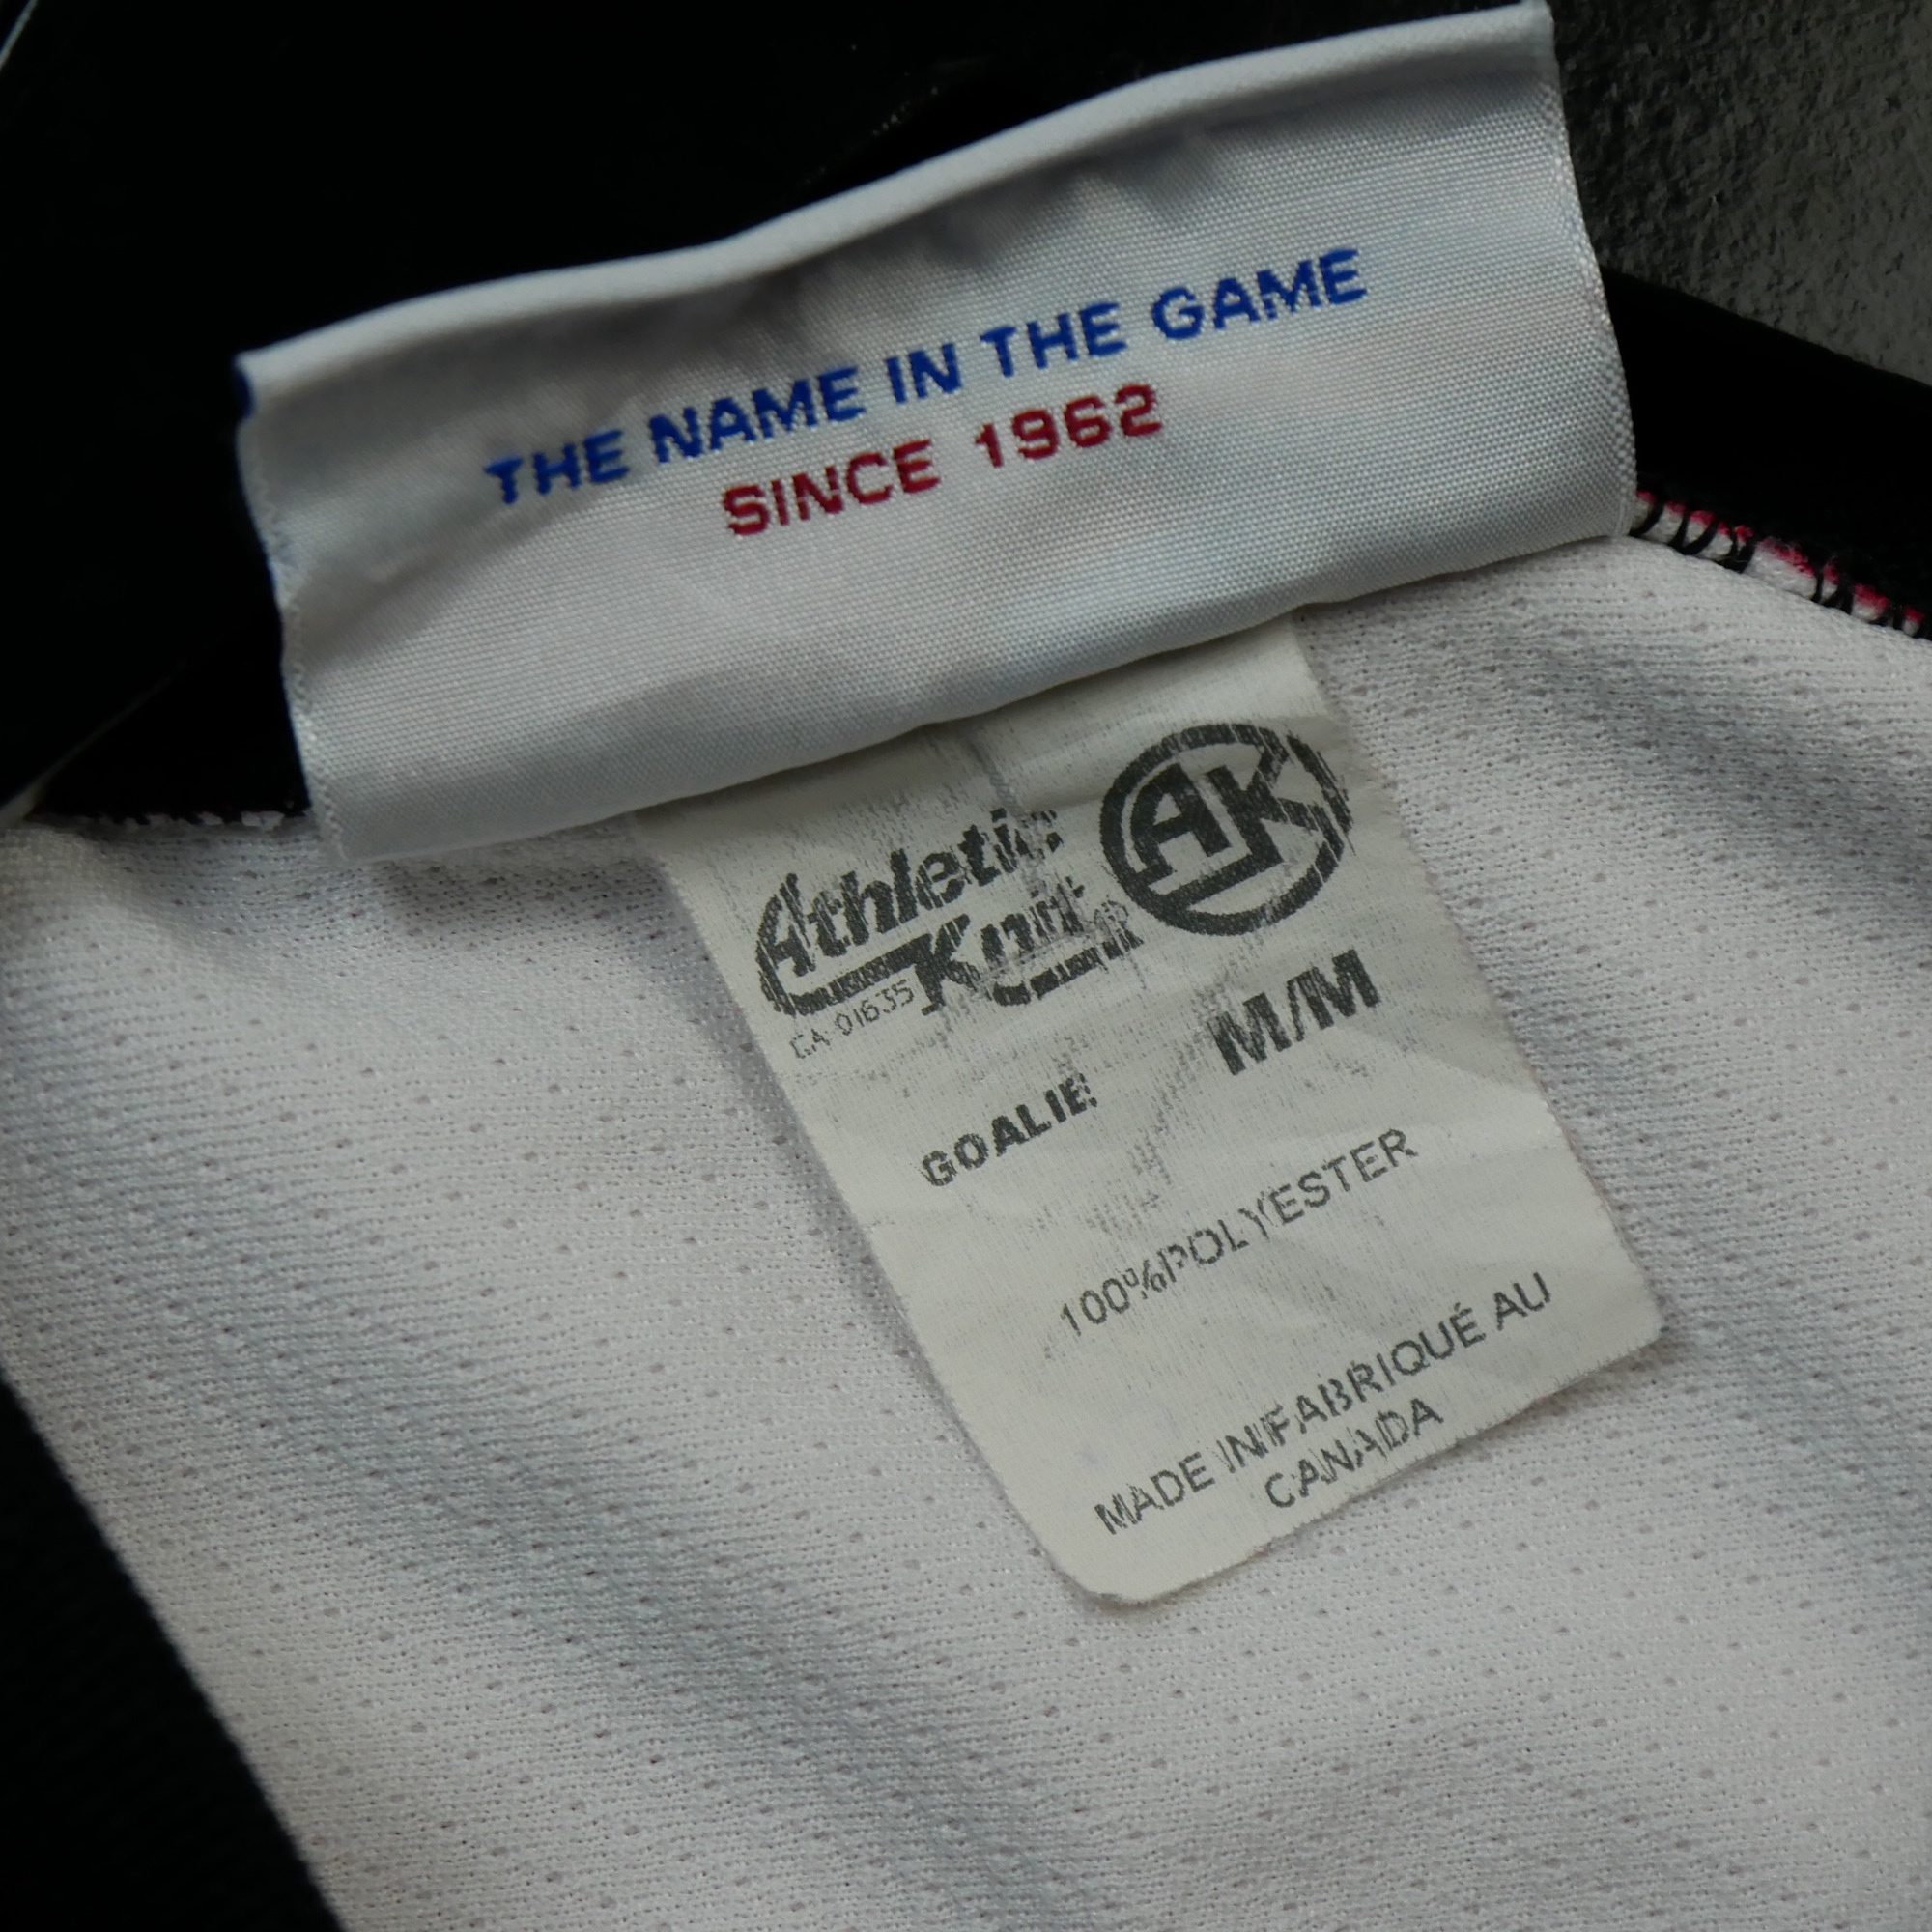 THE NAME IN THE GAME
SINCE 1962
Athletic
Knit
AK
CA 01635
M/M
GOALIE
100%POLYESTER
MADE IN/FABRIQUÉ AU
CANADA